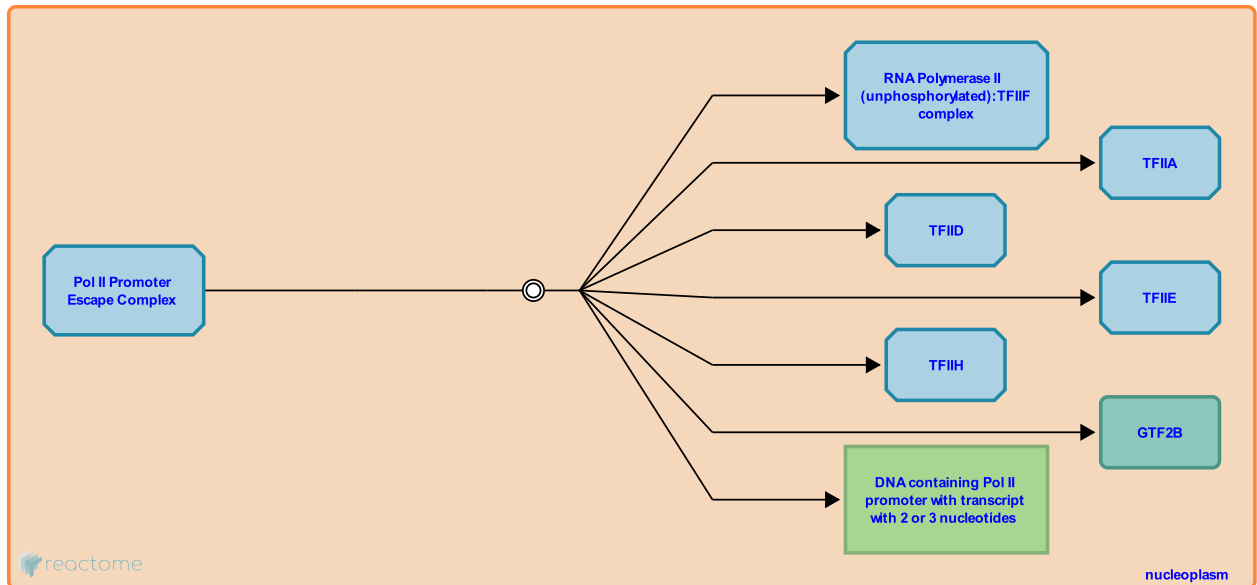 RNA Polymerase II
(unphosphorylated):TFIIF
complex
TFIIA
TFIID
Pol II Promoter
Escape Complex
TFIIE
TFIIH
GTF2B
DNA containing Pol II
promoter with transcript
with 2 or 3 nucleotides
reactome
nucleoplasm